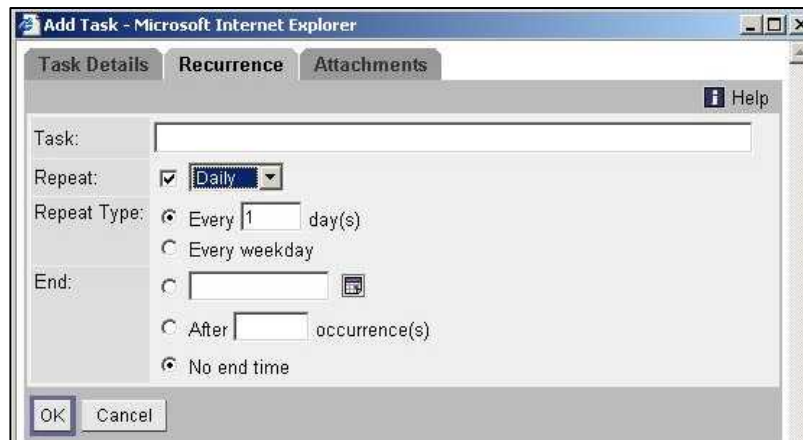 Add Task - Microsoft Internet Explorer
Task Details Recurrence Attachments
Help
Task:
Repeat: Daily
Repeat Type: Every 1 day(s)
Every weekday
End:
After occurrence(s)
No end time
OK Cancel